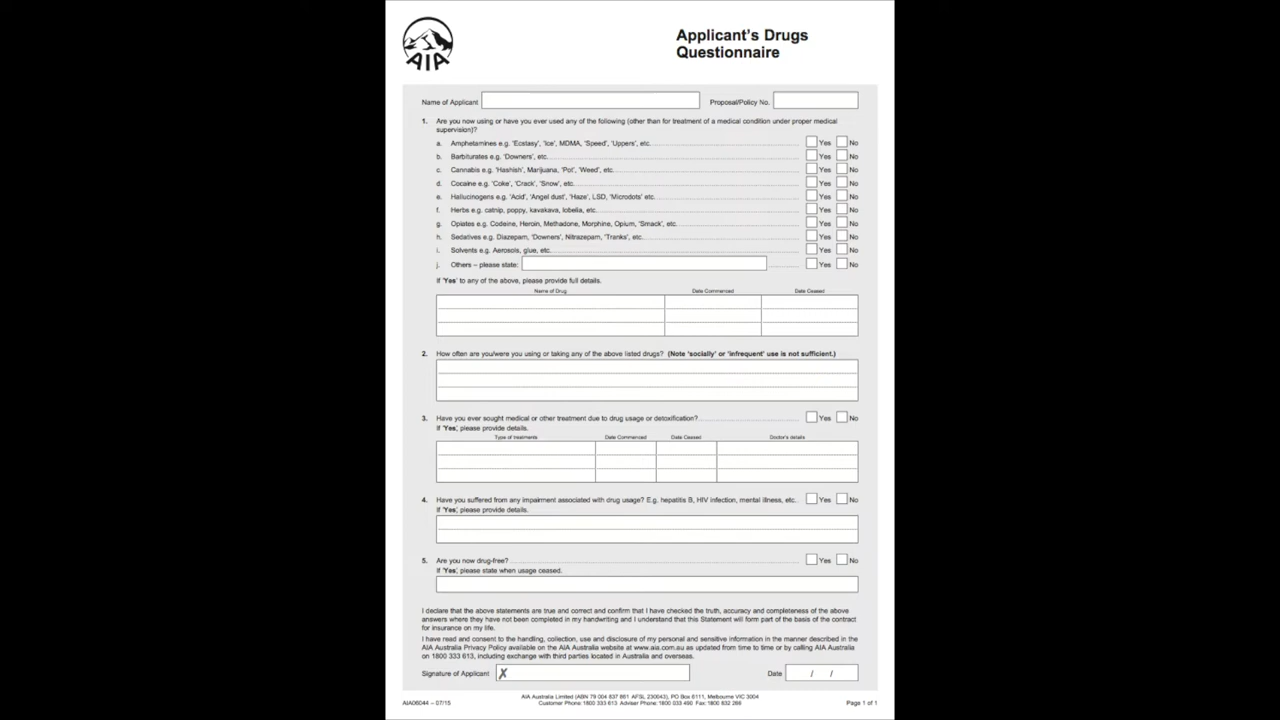 AIA
Applicant's Drugs
Questionnaire
Name of Applicant
Proposal/Policy No.
1. Are you now using or have you ever used any of the following (other than for treatment of a medical condition under proper medical
supervision)?
a. Amphetamines e.g. 'Ecstasy', 'Ice', MDMA, 'Speed', 'Uppers', etc. Yes No
b. Barbiturates e.g. 'Downers', etc. Yes No
c. Cannabis e.g. 'Hashish', Marijuana, 'Pot', 'Weed', etc. Yes No
d. Cocaine e.g. 'Coke', 'Crack', 'Snow', etc. Yes No
e. Hallucinogens e.g. 'Acid', 'Angel dust', 'Haze', LSD, 'Microdots' etc. Yes No
f. Herbs e.g. catnip, poppy, kavakava, lobelia, etc. Yes No
g. Opiates e.g. Codeine, Heroin, Methadone, Morphine, Opium, 'Smack', etc. Yes No
h. Sedatives e.g. Diazepam, 'Downers', Nitrazepam, 'Tranks', etc. Yes No
i. Solvents e.g. Aerosols, glue, etc. Yes No
j. Others – please state: Yes No
If 'Yes' to any of the above, please provide full details.
Name of Drug Date Commenced Date Ceased
2. How often are you/were you using or taking any of the above listed drugs? (Note 'socially' or 'infrequent' use is not sufficient.)
3. Have you ever sought medical or other treatment due to drug usage or detoxification? Yes No
If 'Yes', please provide details.
Type of treatments Date Commenced Date Ceased Doctor's details
4. Have you suffered from any impairment associated with drug usage? E.g. hepatitis B, HIV infection, mental illness, etc. Yes No
If 'Yes', please provide details.
5. Are you now drug-free? Yes No
If 'Yes', please state when usage ceased.
I declare that the above statements are true and correct and confirm that I have checked the truth, accuracy and completeness of the above
answers where they have not been completed in my handwriting and I understand that this Statement will form part of the basis of the contract
for insurance on my life.
I have read and consent to the handling, collection, use and disclosure of my personal and sensitive information in the manner described in the
AIA Australia Privacy Policy available on the AIA Australia website at www.aia.com.au as updated from time to time or by calling AIA Australia
on 1800 333 613, including exchange with third parties located in Australia and overseas.
Signature of Applicant X Date / /
AIA Australia Limited (ABN 79 004 837 861 AFSL 230043), PO Box 6111, Melbourne VIC 3004
AIA06044 – 07/15 Customer Phone: 1800 333 613 Adviser Phone: 1800 033 490 Fax: 1800 832 266 Page 1 of 1